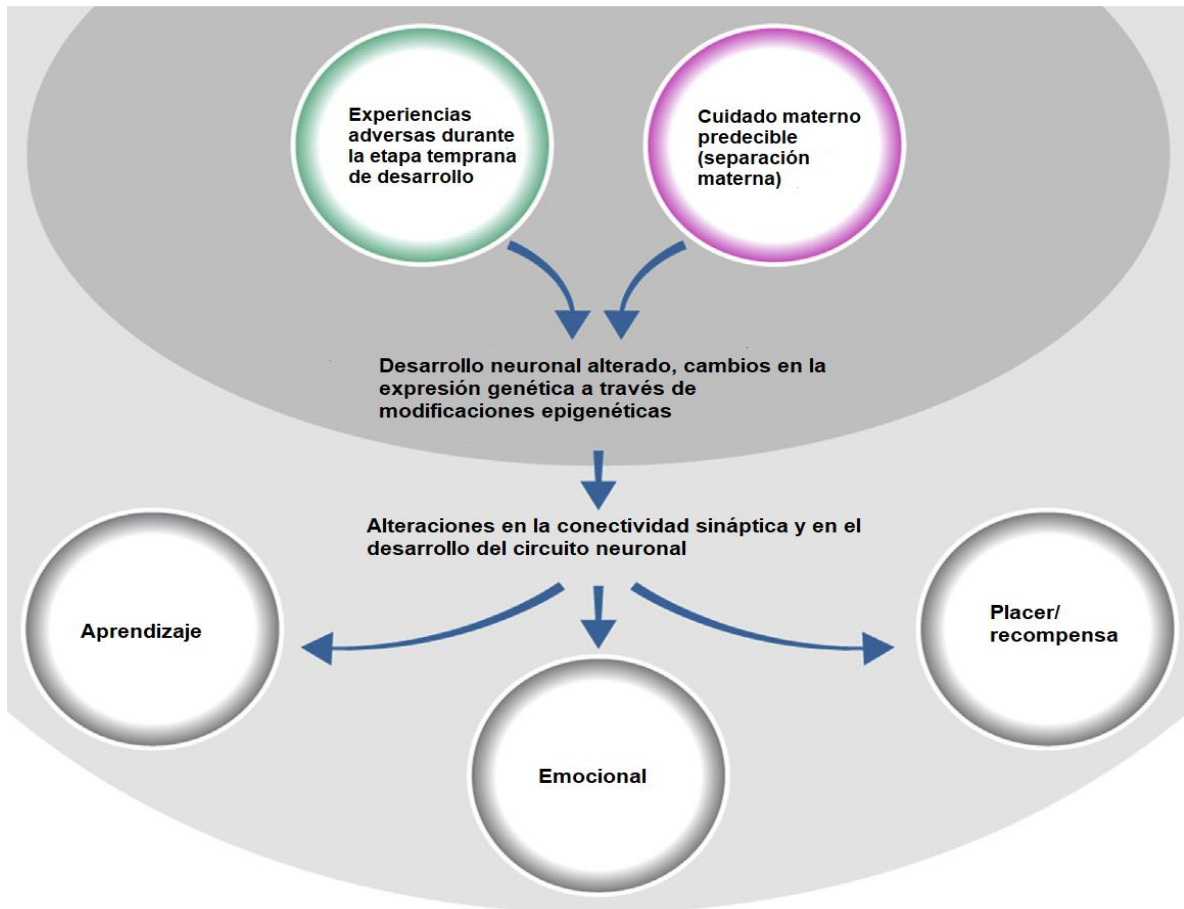 Experiencias
adversas durante
la etapa temprana
de desarrollo
Cuidado materno
predecible
(separación
materna)
Desarrollo neuronal alterado, cambios en la
expresión genética a través de
modificaciones epigenéticas
Alteraciones en la conectividad sináptica y en el
desarrollo del circuito neuronal
Aprendizaje
Emocional
Placer/
recompensa